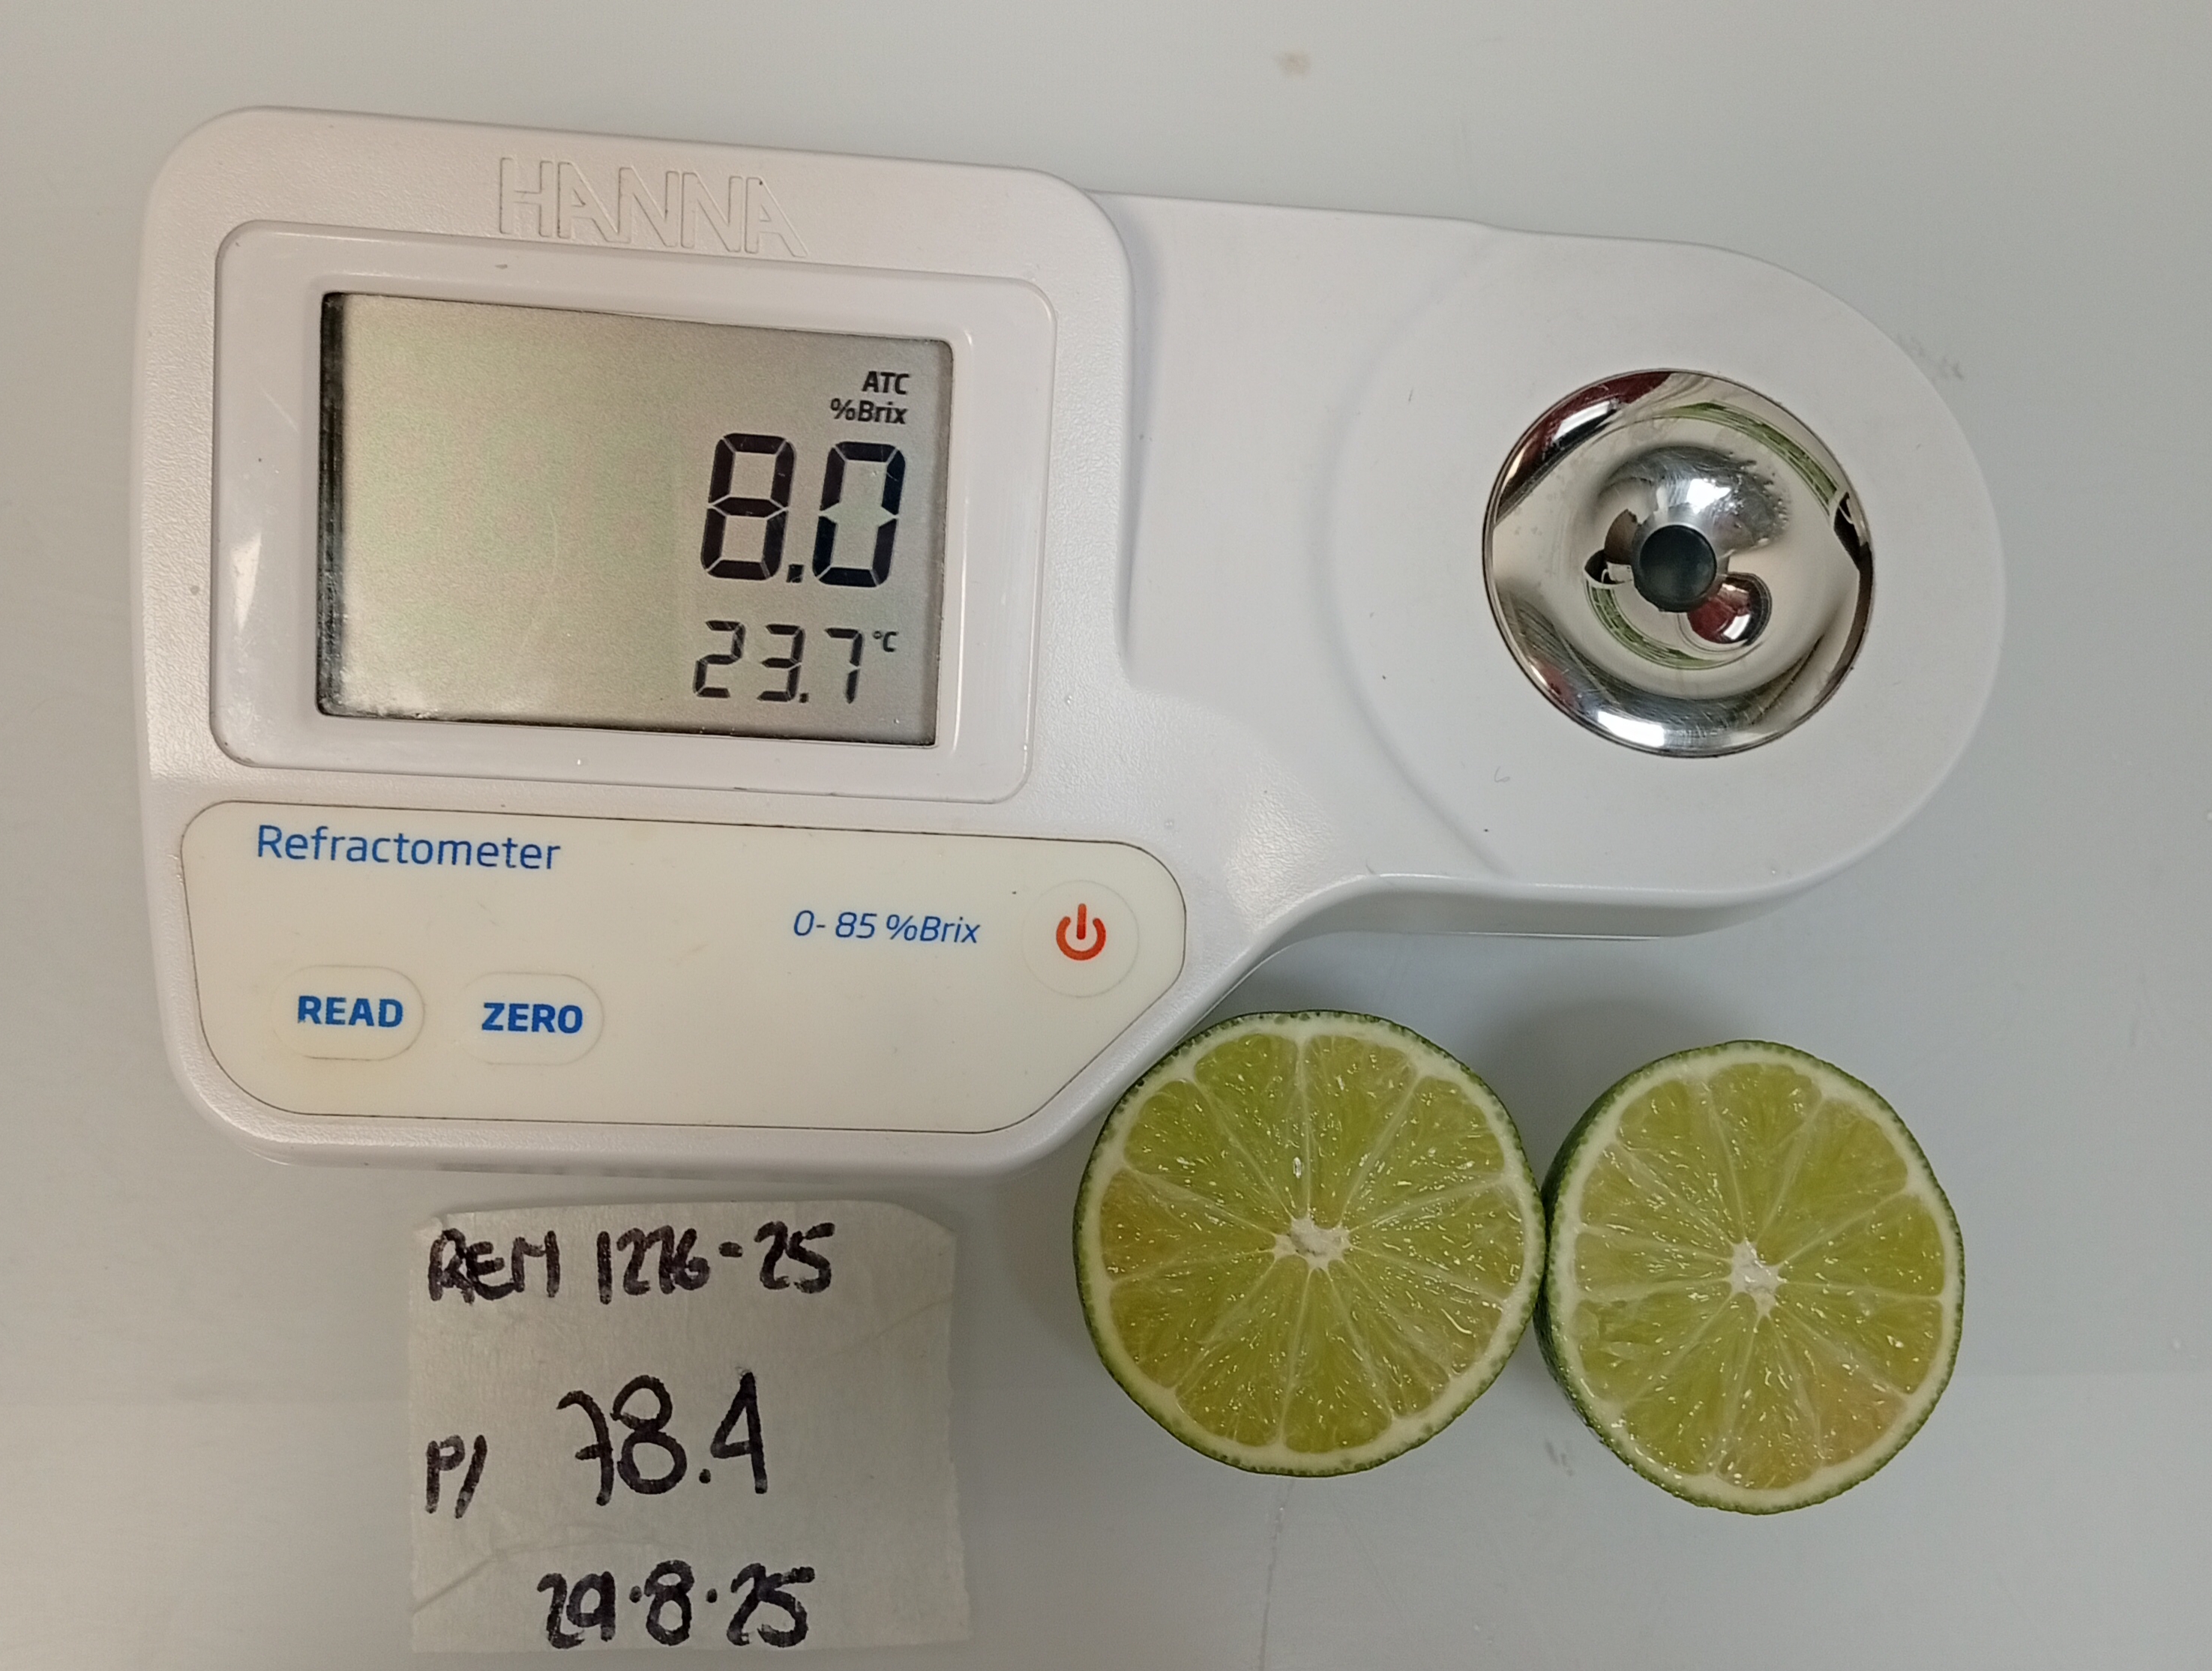 HANNA
ATC
%Brix
8.0
23.7 °C
Refractometer
0-85 %Brix
READ ZERO
REM 1276-25
P/ 78.4
29.8.25